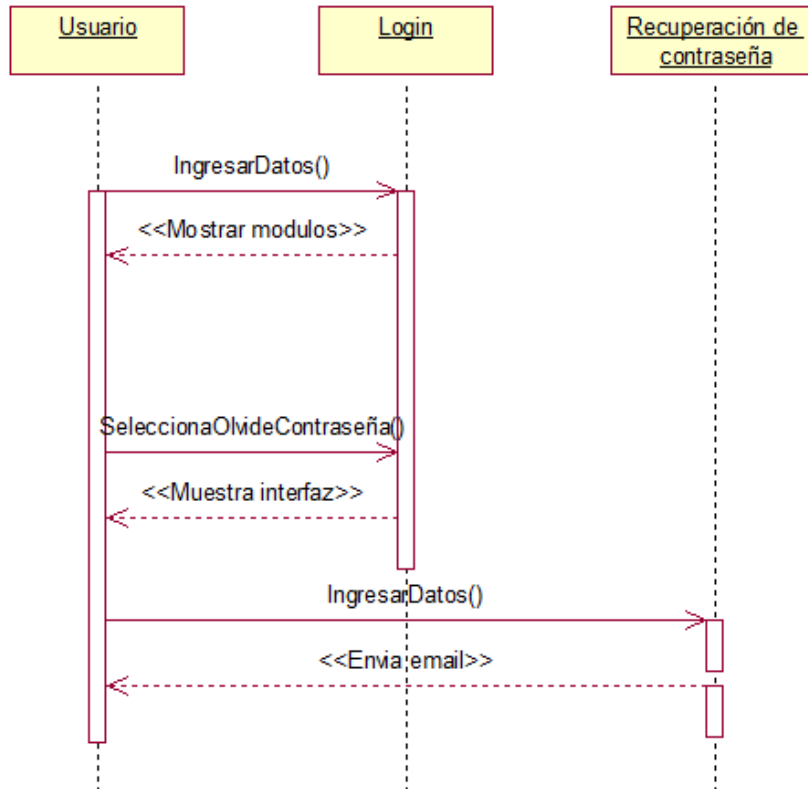 Usuario
Login
Recuperación de
contraseña
IngresarDatos()
<<Mostrar modulos>>
SeleccionaOlvideContraseña()
<<Muestra interfaz>>
IngresarDatos()
<<Envia email>>